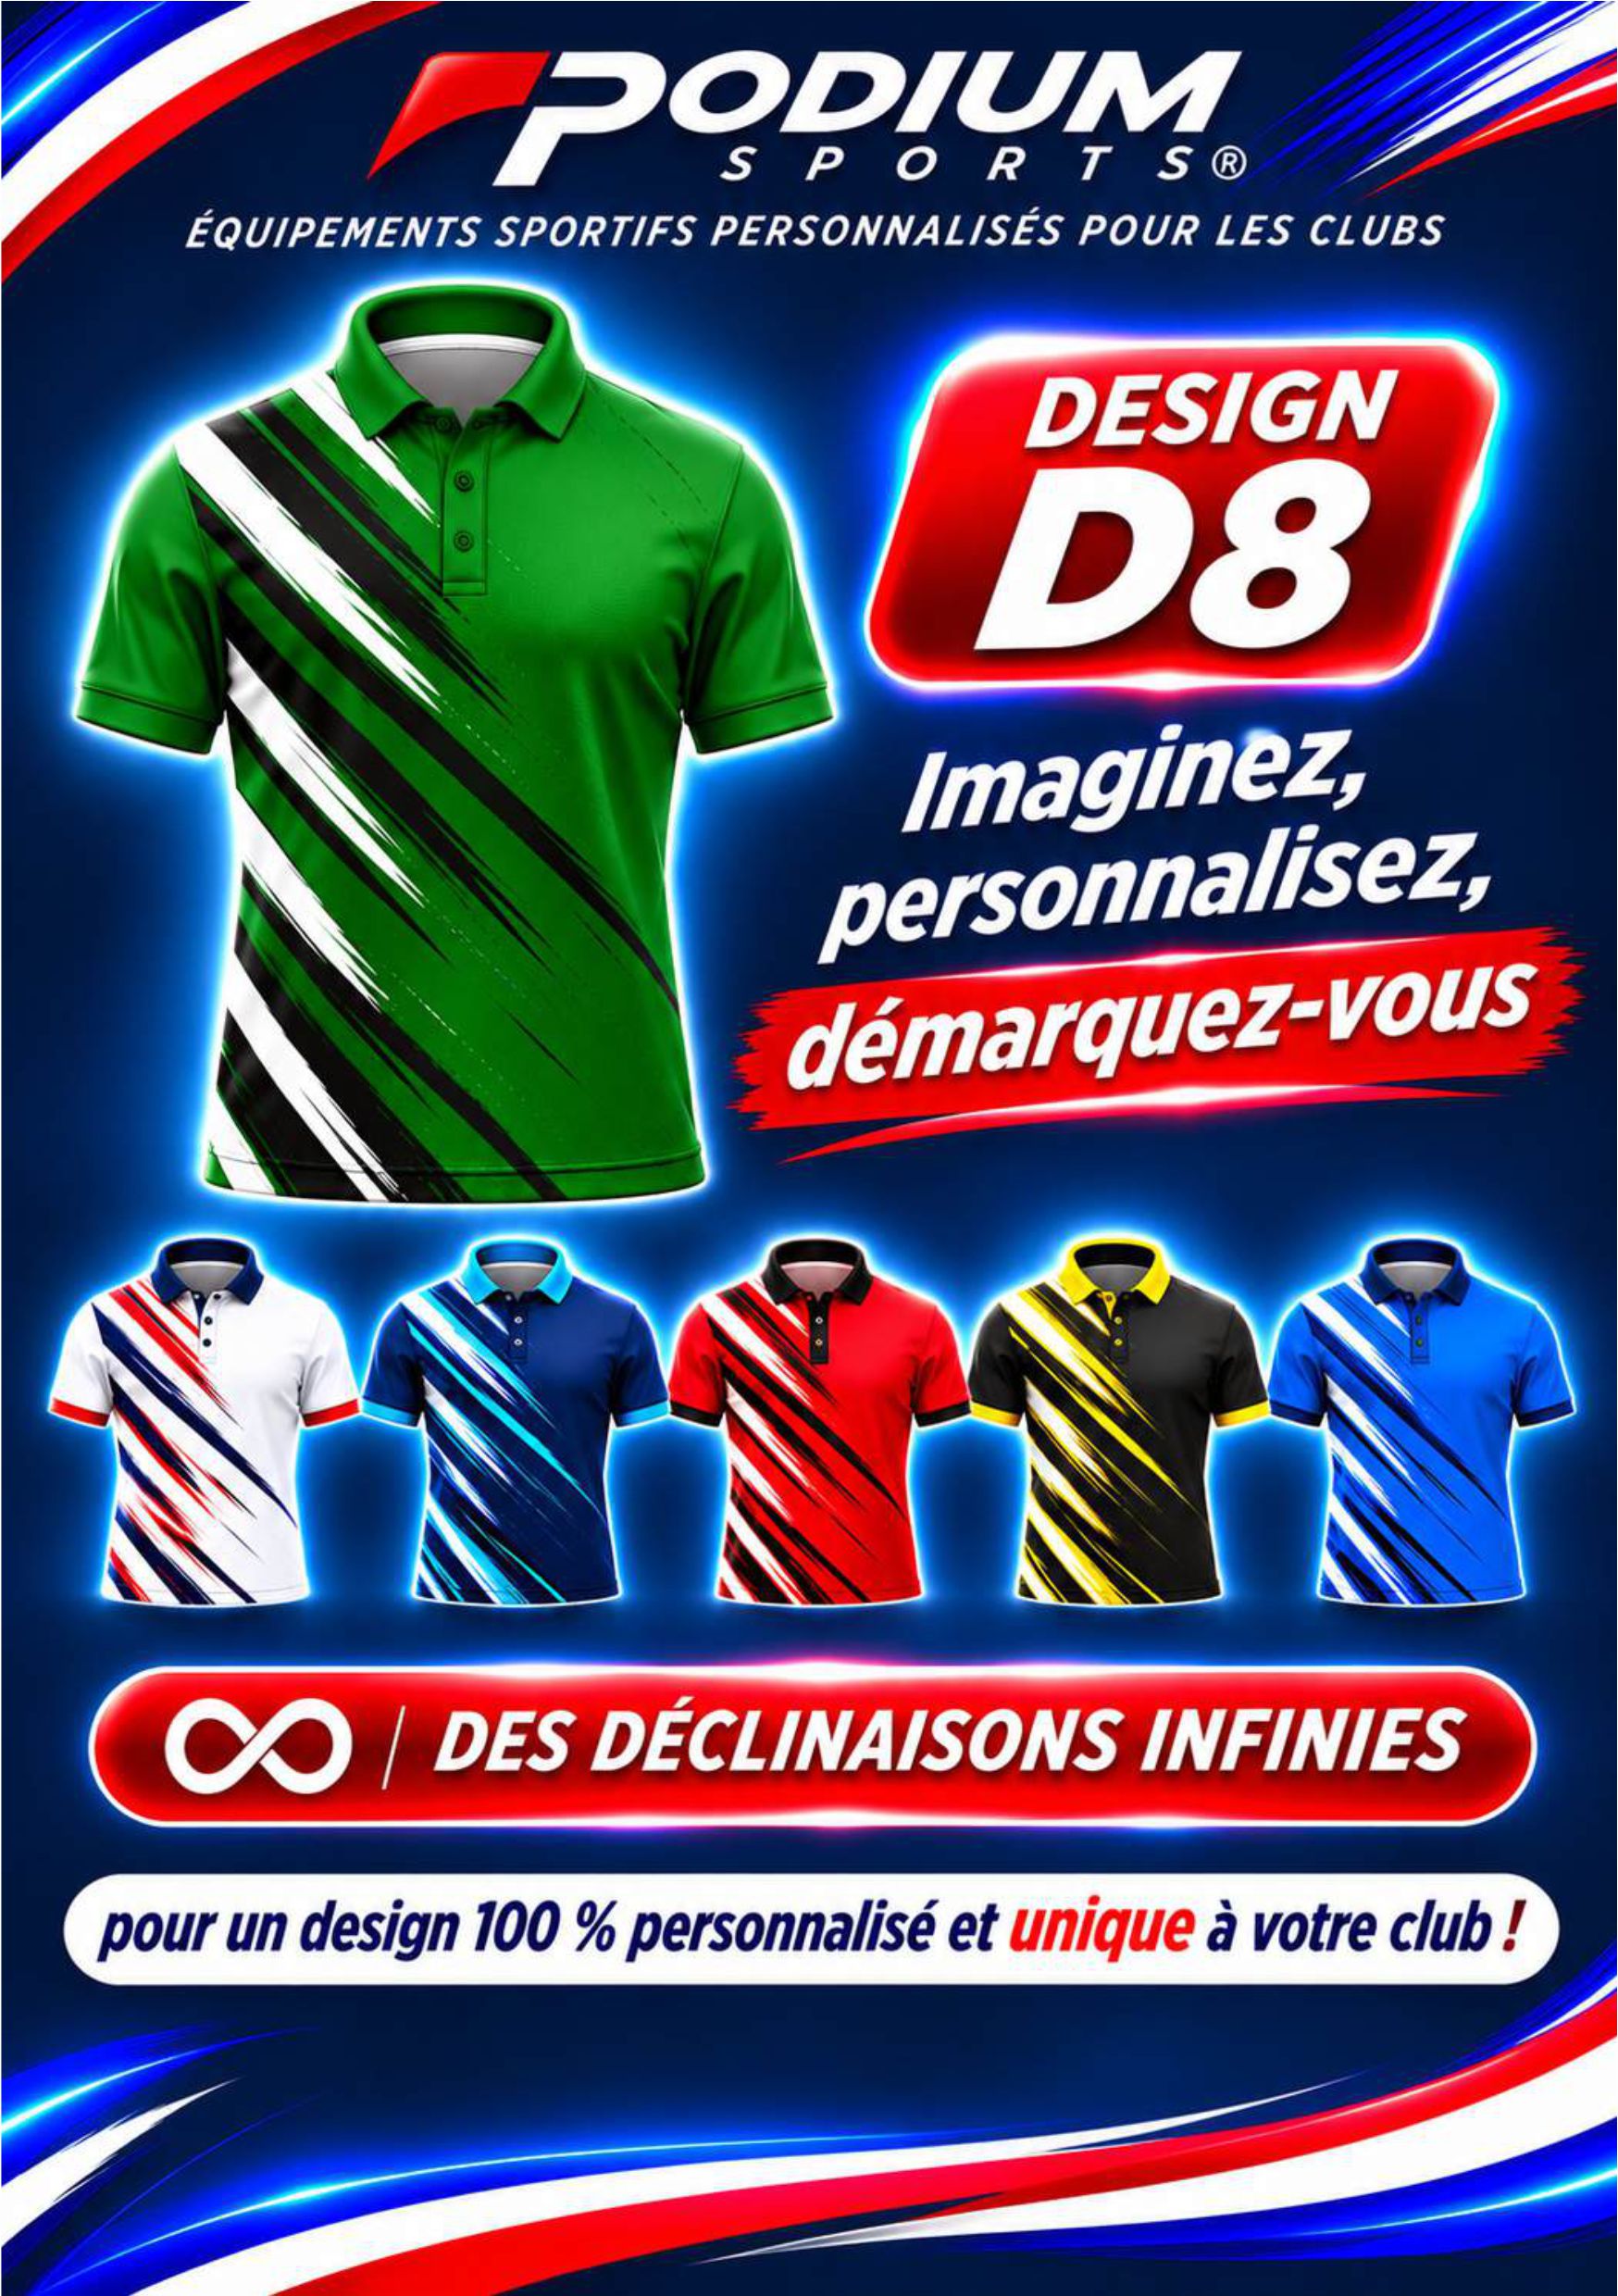 PODIUM
SPORTS®
ÉQUIPEMENTS SPORTIFS PERSONNALISÉS POUR LES CLUBS
DESIGN
D8
Imaginez,
personnalisez,
démarquez-vous
DES DÉCLINAISONS INFINIES
pour un design 100 % personnalisé et unique à votre club !